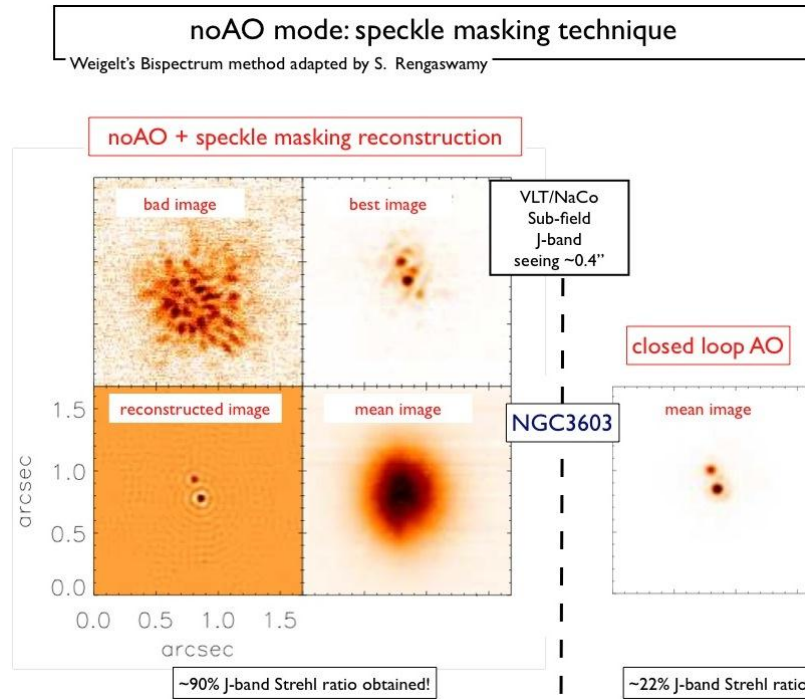 noAO mode: speckle masking technique
Weigelt's Bispectrum method adapted by S. Rengaswamy
noAO + speckle masking reconstruction
bad image
best image
VLT/NaCo
Sub-field
J-band
seeing ~0.4”
closed loop AO
reconstructed image
mean image
NGC3603
mean image
1.5
1.0
0.5
0.0
arcsec
0.0 0.5 1.0 1.5
arcsec
~90% J-band Strehl ratio obtained!
~22% J-band Strehl ratio